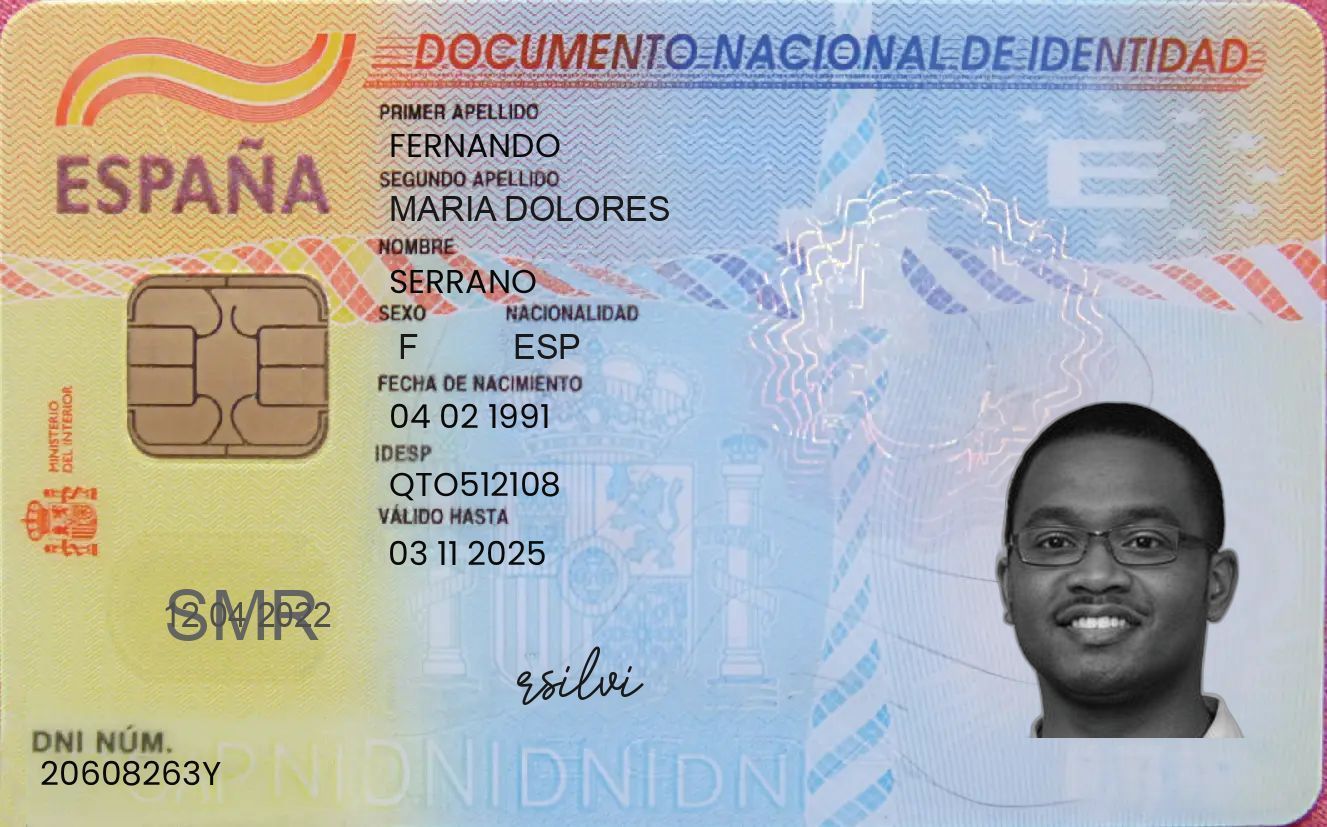 DOCUMENTO NACIONAL DE IDENTIDAD
ESPAÑA
PRIMER APELLIDO
FERNANDO
SEGUNDO APELLIDO
MARIA DOLORES
NOMBRE
SERRANO
SEXO NACIONALIDAD
F ESP
FECHA DE NACIMIENTO
04 02 1991
IDESP
QTO512108
VÁLIDO HASTA
03 11 2025
MINISTERIO
DEL INTERIOR
E
SMR
12 04 2022
qsilvi
DNI NÚM.
20608263Y
DNIDNIDNIDN